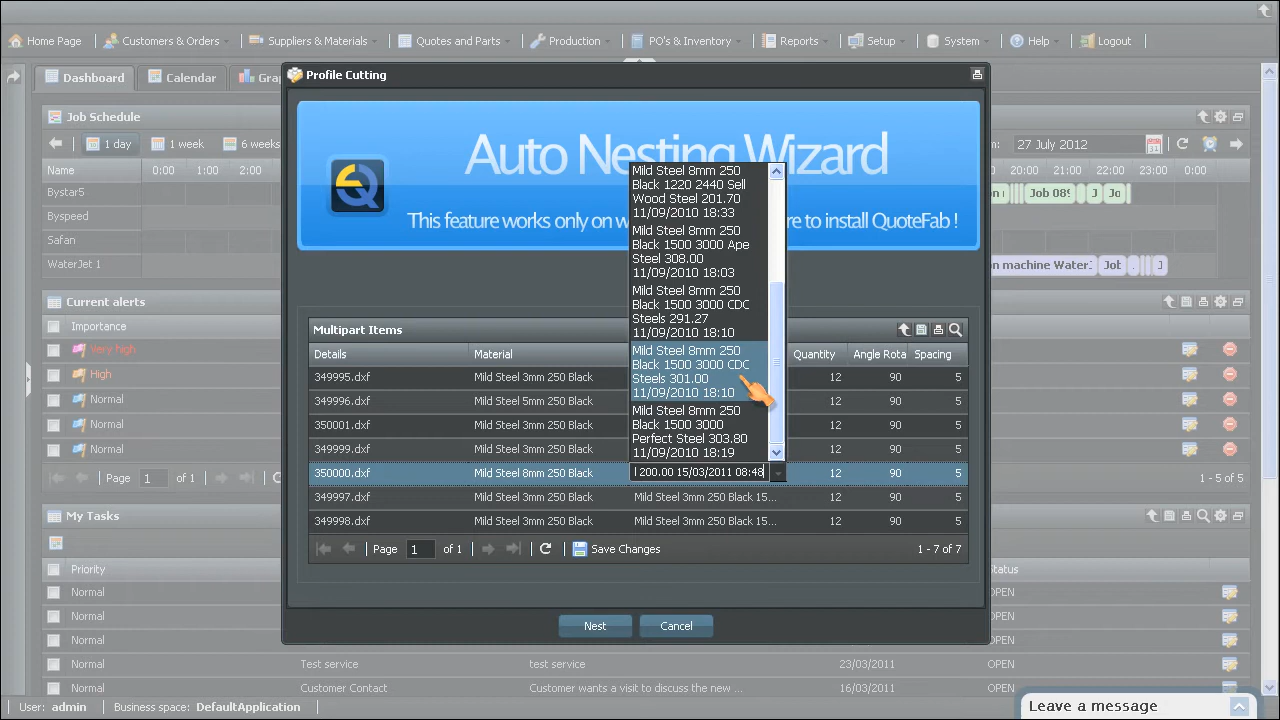 Home Page
Customers & Orders
Suppliers & Materials
Quotes and Parts
Production
PO's & Inventory
Reports
Setup
System
Help
Logout
Dashboard
Calendar
Profile Cutting
Job Schedule
1 day
1 week
6 weeks
27 July 2012
Name
0:00
1:00
2:00
20:00
21:00
22:00
23:00
0:00
Bystar5
Job 089
J
Jo
Byspeed
Safan
WaterJet 1
on machine Water.
Jot
.
J
Auto Nesting Wizard
This feature works only on w
re to install QuoteFab !
Current alerts
Importance
Very high
High
Normal
Normal
Normal
Page 1 of 1
1 - 5 of 5
Multipart Items
Details
Material
Quantity
Angle Rota
Spacing
349995.dxf
Mild Steel 3mm 250 Black
12
90
5
349996.dxf
Mild Steel 5mm 250 Black
12
90
5
350001.dxf
Mild Steel 3mm 250 Black
12
90
5
349999.dxf
Mild Steel 3mm 250 Black
12
90
5
350000.dxf
Mild Steel 8mm 250 Black
1200.00 15/03/2011 08:48
12
90
5
349997.dxf
Mild Steel 3mm 250 Black
Mild Steel 3mm 250 Black 15...
12
90
5
349998.dxf
Mild Steel 3mm 250 Black
Mild Steel 3mm 250 Black 15...
12
90
5
Mild Steel 8mm 250
Black 1220 2440 Sell
Wood Steel 201.70
11/09/2010 18:33
Mild Steel 8mm 250
Black 1500 3000 Ape
Steel 308.00
11/09/2010 18:03
Mild Steel 8mm 250
Black 1500 3000 CDC
Steels 291.27
11/09/2010 18:10
Mild Steel 8mm 250
Black 1500 3000 CDC
Steels 301.00
11/09/2010 18:10
Mild Steel 8mm 250
Black 1500 3000
Perfect Steel 303.80
11/09/2010 18:19
Page 1 of 1
Save Changes
1 - 7 of 7
Nest
Cancel
My Tasks
Priority
Status
Normal
OPEN
Normal
OPEN
Normal
OPEN
Normal
Test service
test service
23/03/2011
OPEN
Normal
Customer Contact
Customer wants a visit to discuss the new ...
16/03/2011
OPEN
User: admin
Business space: DefaultApplication
Leave a message